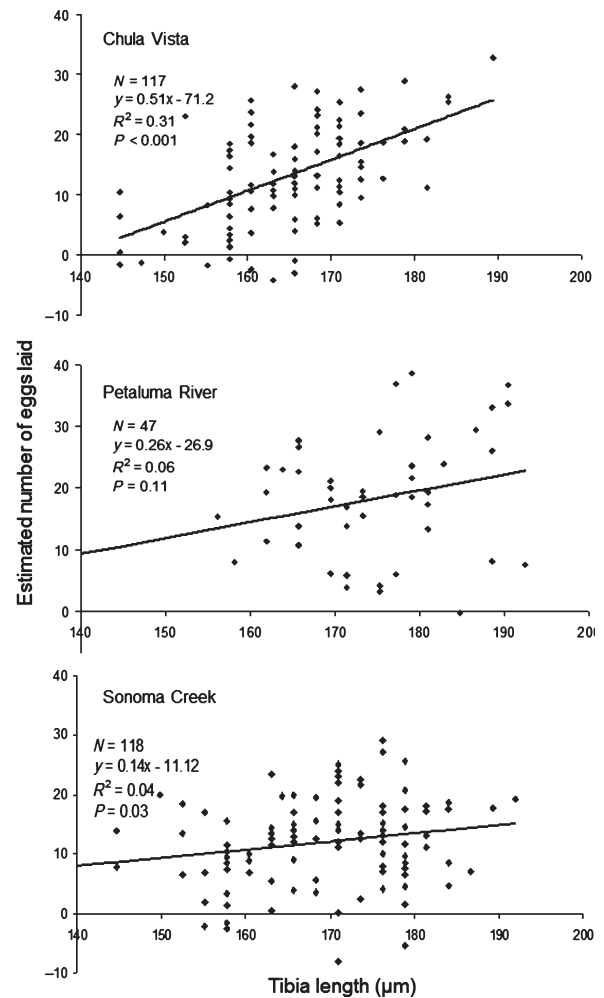 40
Chula Vista
30
N = 117
y = 0.51x - 71.2
R² = 0.31
P < 0.001
20
10
0
140 150 160 170 180 190 200
–10
Estimated number of eggs laid
40
Petaluma River
30
N = 47
y = 0.26x - 26.9
R² = 0.06
P = 0.11
20
10
0
140 150 160 170 180 190 200
40
Sonoma Creek
30
N = 118
y = 0.14x - 11.12
R² = 0.04
P = 0.03
20
10
0
140 150 160 170 180 190 200
–10
Tibia length (µm)